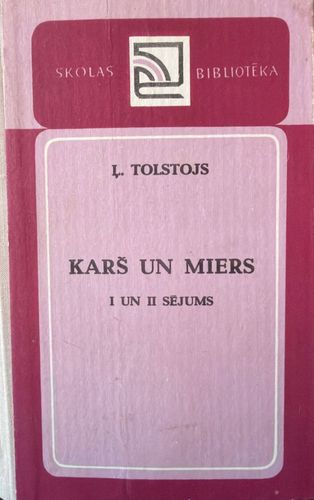 SKOLAS BIBLIOTĒKA
Ļ. TOLSTOJS
KARŠ UN MIERS
I UN II SĒJUMS